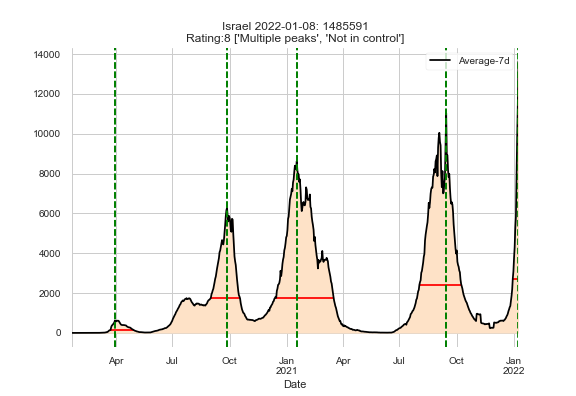 Israel 2022-01-08: 1485591
Rating:8 ['Multiple peaks', 'Not in control']
Average-7d
14000
12000
10000
8000
6000
4000
2000
0
Apr Jul Oct Jan Apr Jul Oct Jan
2021 2022
Date